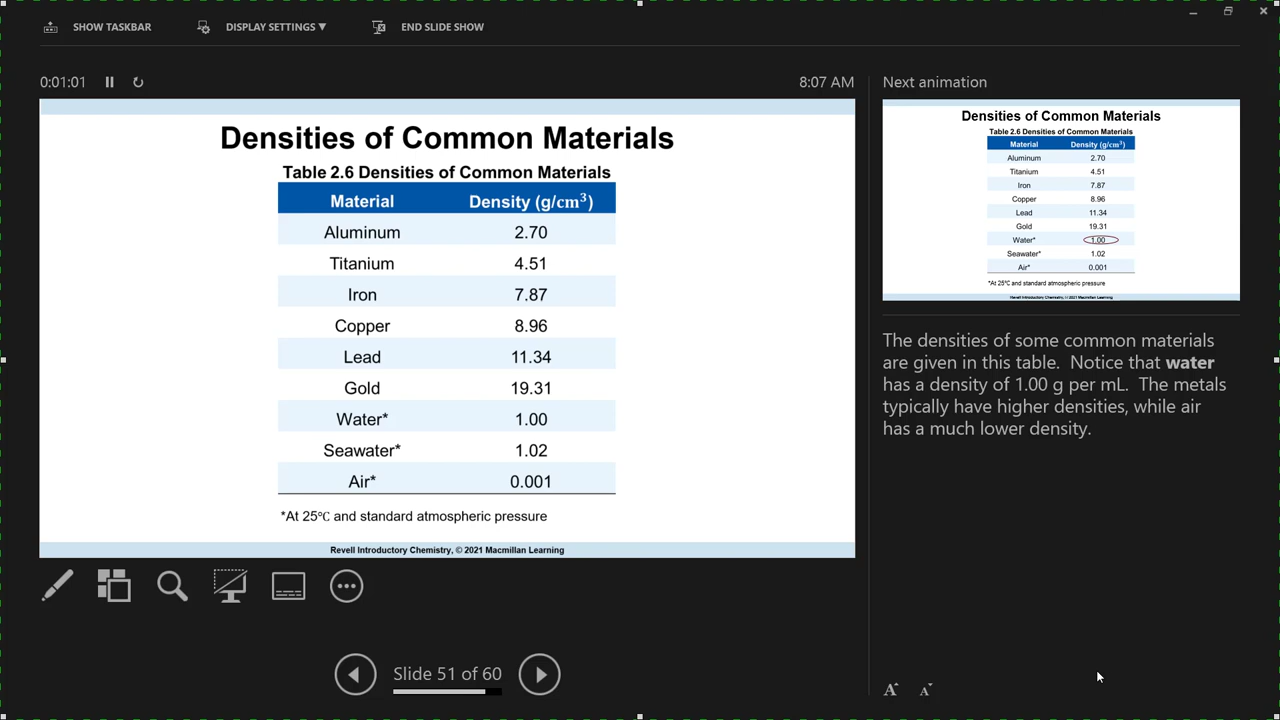 SHOW TASKBAR DISPLAY SETTINGS ▼ END SLIDE SHOW
0:01:01 8:07 AM
Densities of Common Materials
Table 2.6 Densities of Common Materials
Material Density (g/cm³)
Aluminum 2.70
Titanium 4.51
Iron 7.87
Copper 8.96
Lead 11.34
Gold 19.31
Water* 1.00
Seawater* 1.02
Air* 0.001
*At 25℃ and standard atmospheric pressure
Revell Introductory Chemistry, © 2021 Macmillan Learning
Slide 51 of 60
Next animation
Densities of Common Materials
Table 2.6 Densities of Common Materials
Material Density (g/cm³)
Aluminum 2.70
Titanium 4.51
Iron 7.87
Copper 8.96
Lead 11.34
Gold 19.31
Water* 1.00
Seawater* 1.02
Air* 0.001
*At 25℃ and standard atmospheric pressure
Revell Introductory Chemistry, © 2021 Macmillan Learning
The densities of some common materials
are given in this table. Notice that water
has a density of 1.00 g per mL. The metals
typically have higher densities, while air
has a much lower density.
A A